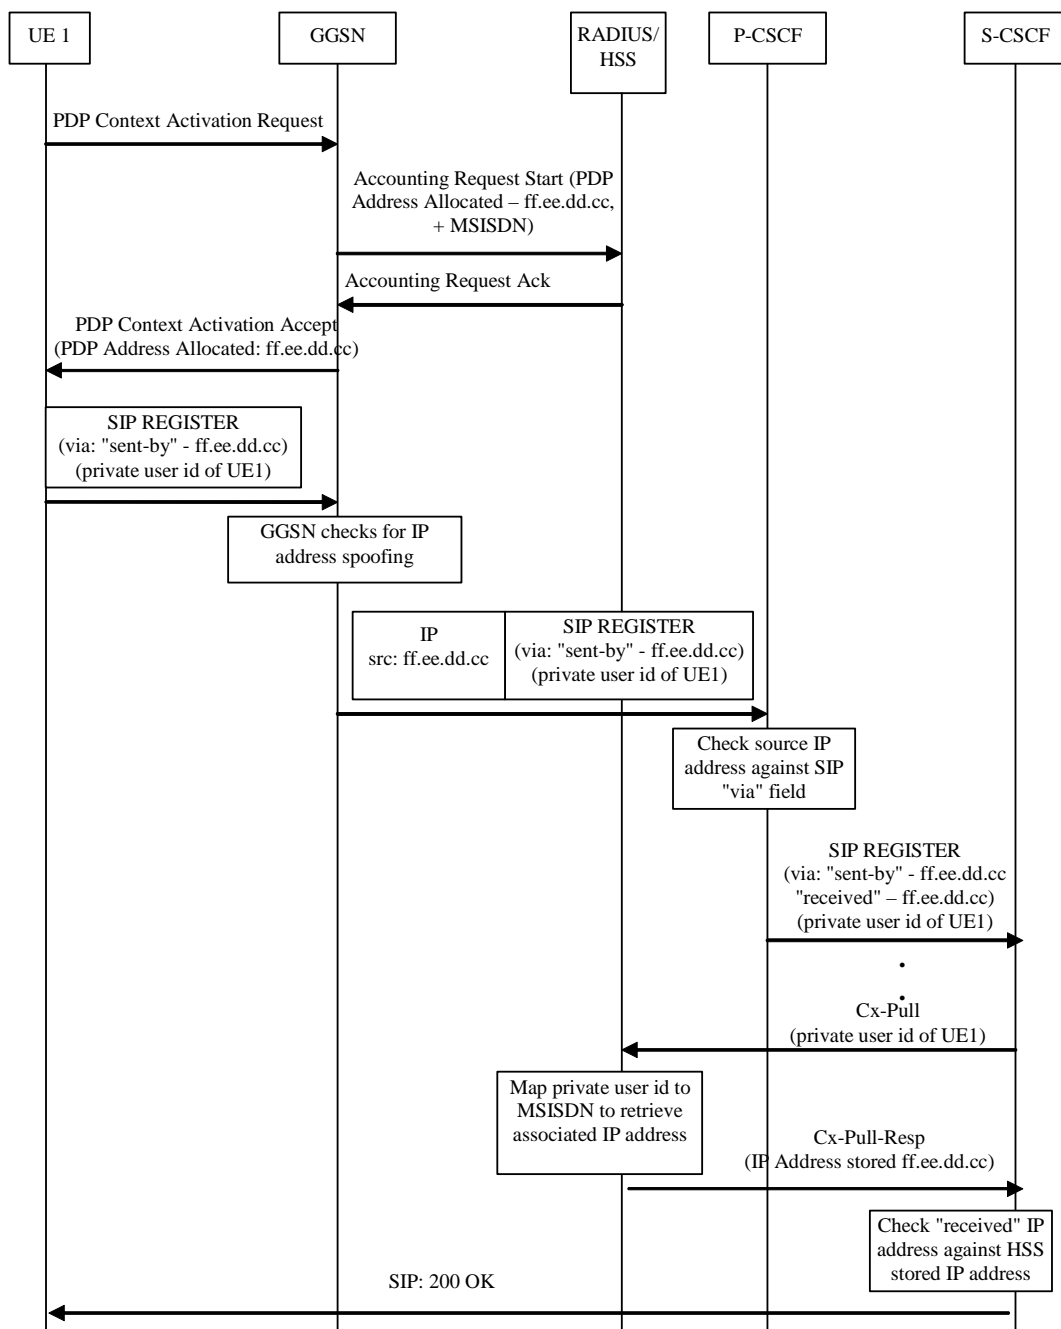 UE 1
GGSN
RADIUS/
HSS
P-CSCF
S-CSCF
PDP Context Activation Request
Accounting Request Start (PDP
Address Allocated – ff.ee.dd.cc,
+ MSISDN)
Accounting Request Ack
PDP Context Activation Accept
(PDP Address Allocated: ff.ee.dd.cc)
SIP REGISTER
(via: "sent-by" - ff.ee.dd.cc)
(private user id of UE1)
GGSN checks for IP
address spoofing
IP
src: ff.ee.dd.cc
SIP REGISTER
(via: "sent-by" - ff.ee.dd.cc)
(private user id of UE1)
Check source IP
address against SIP
"via" field
SIP REGISTER
(via: "sent-by" - ff.ee.dd.cc
"received" – ff.ee.dd.cc)
(private user id of UE1)
Cx-Pull
(private user id of UE1)
Map private user id to
MSISDN to retrieve
associated IP address
Cx-Pull-Resp
(IP Address stored ff.ee.dd.cc)
Check "received" IP
address against HSS
stored IP address
SIP: 200 OK